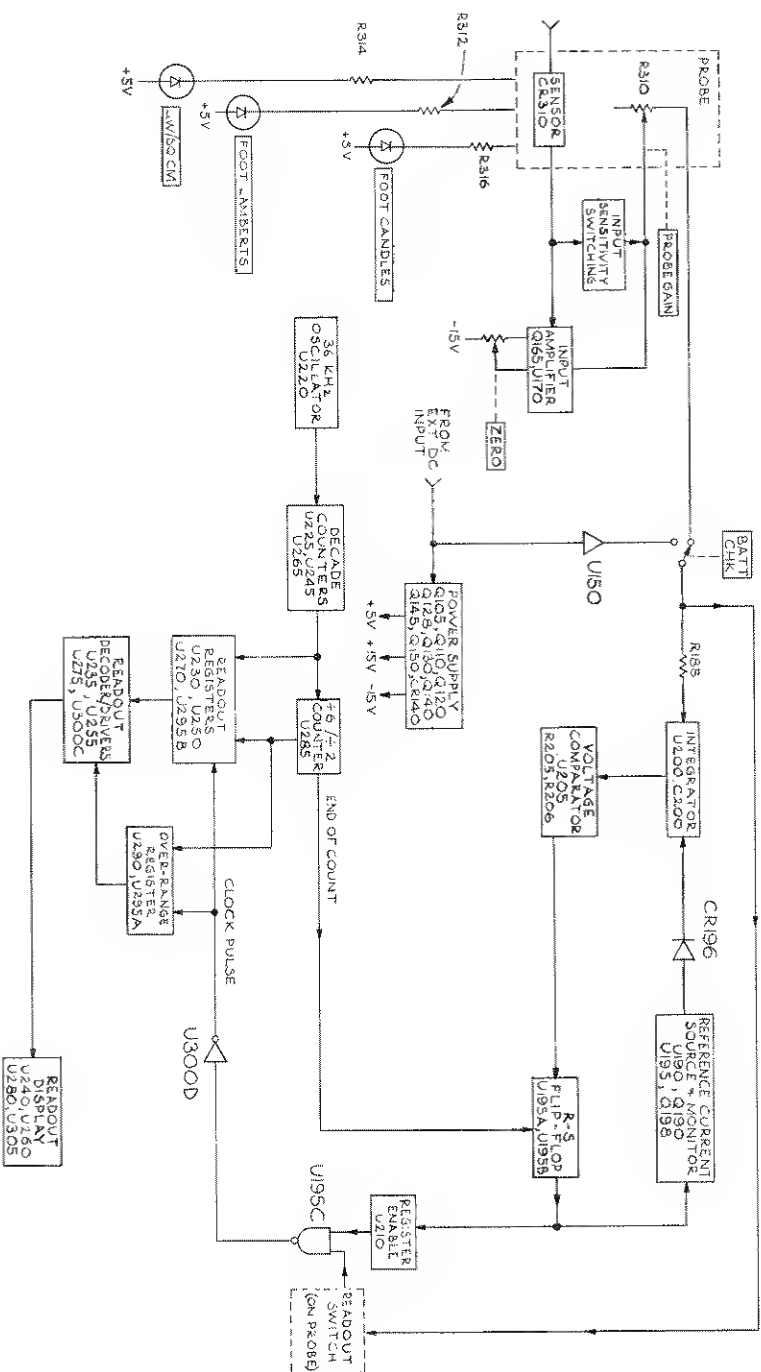 PROBE
R310
SENSOR
CR310
R312
R314
R316
+5V
+5V
+5V
µW/SQ CM
FOOT-LAMBERTS
FOOT CANDLES
INPUT
SENSITIVITY
SWITCHING
PROBE GAIN
INPUT
AMPLIFIER
Q165,U170
-15V
ZERO
BATT
CHK
U150
FROM
EXT DC
INPUT
POWER SUPPLY
Q105,Q110,Q120
Q128,Q130,Q140
Q145,Q150,CR140
+5V +15V -15V
R188
INTEGRATOR
U200,C200
CR196
REFERENCE CURRENT
SOURCE & MONITOR
U190, Q190
U195, Q198
VOLTAGE
COMPARATOR
U205
R205,R206
R-S
FLIP-FLOP
U195A,U195B
36 KHz
OSCILLATOR
U220
DECADE
COUNTERS
U225,U245
U265
÷6/÷2
COUNTER
U285
END OF COUNT
REGISTER
ENABLE
U210
READOUT
SWITCH
(ON PROBE)
U195C
READOUT
REGISTERS
U230, U250
U270, U295B
OVER-RANGE
REGISTER
U290,U295A
CLOCK PULSE
U300D
READOUT
DECODER/DRIVERS
U235, U255
U275, U300C
READOUT
DISPLAY
U240,U260
U280,U305